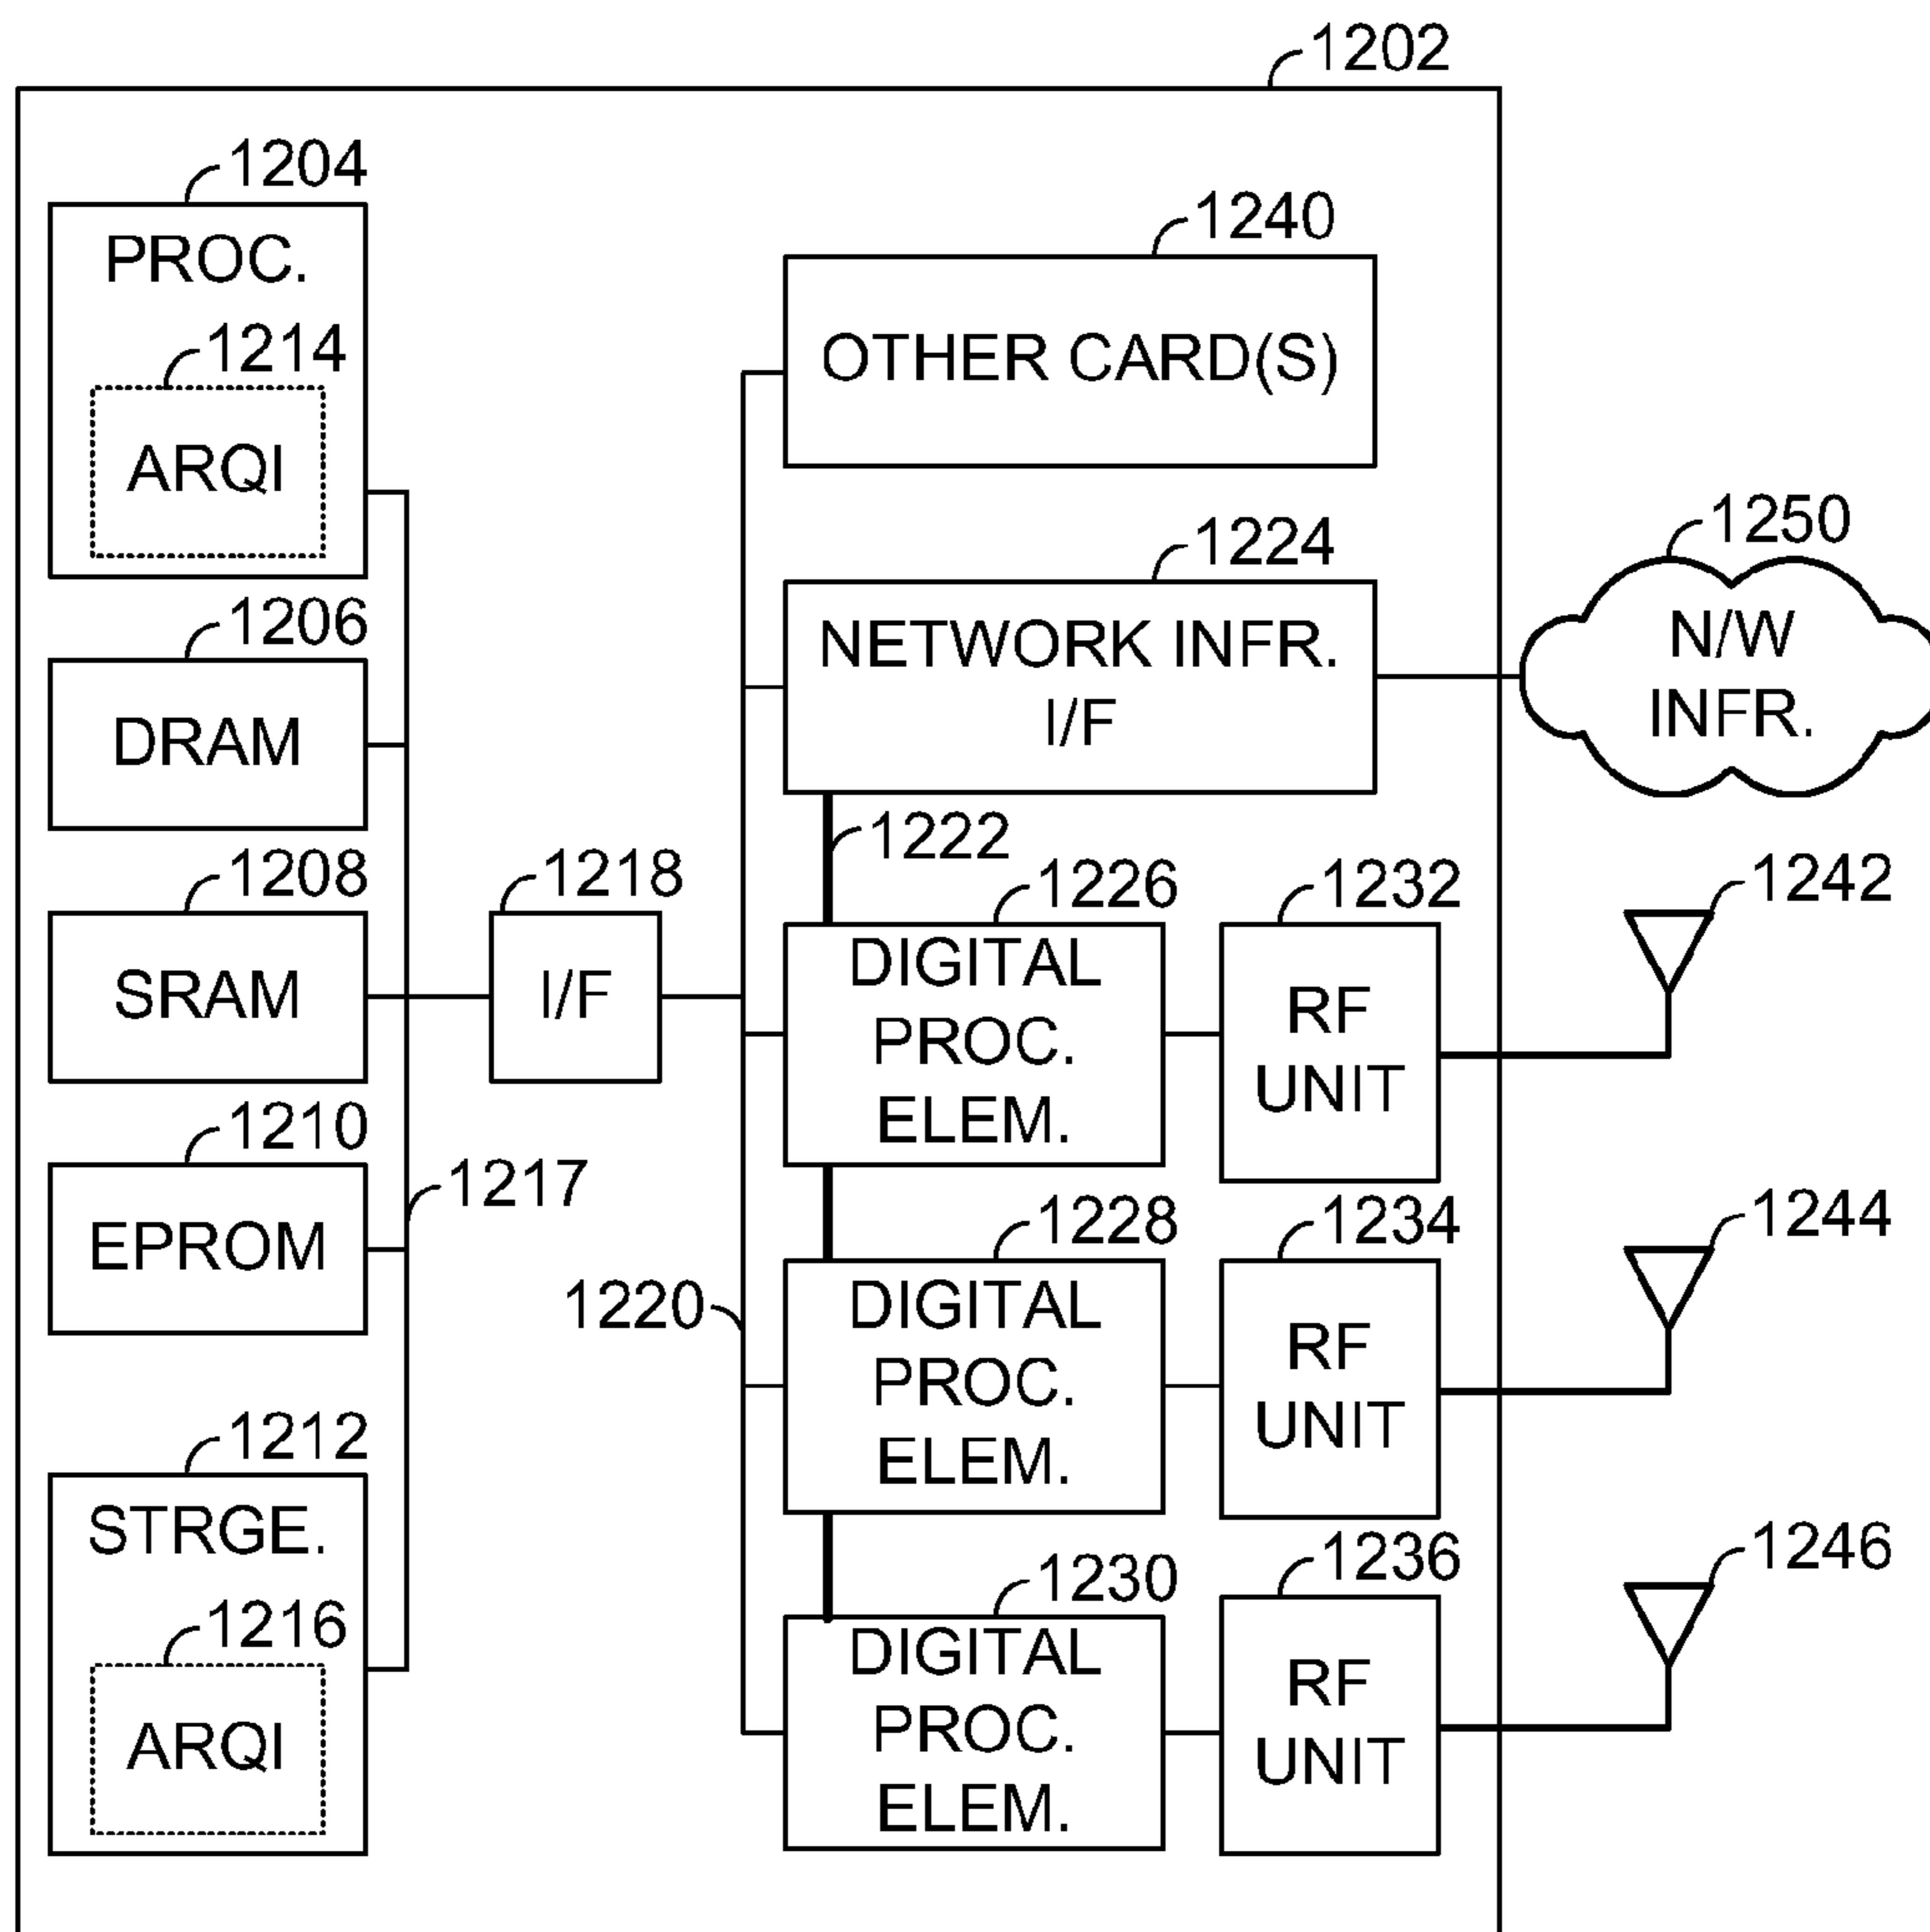 1202
1204
PROC.
1214
ARQI
1206
DRAM
1208
SRAM
1210
EPROM
1212
STRGE.
1216
ARQI
1217
1218
I/F
1220
1240
OTHER CARD(S)
1224
NETWORK INFR.
I/F
1222
1226
DIGITAL
PROC.
ELEM.
1228
DIGITAL
PROC.
ELEM.
1230
DIGITAL
PROC.
ELEM.
1232
RF
UNIT
1234
RF
UNIT
1236
RF
UNIT
1250
N/W
INFR.
1242
1244
1246